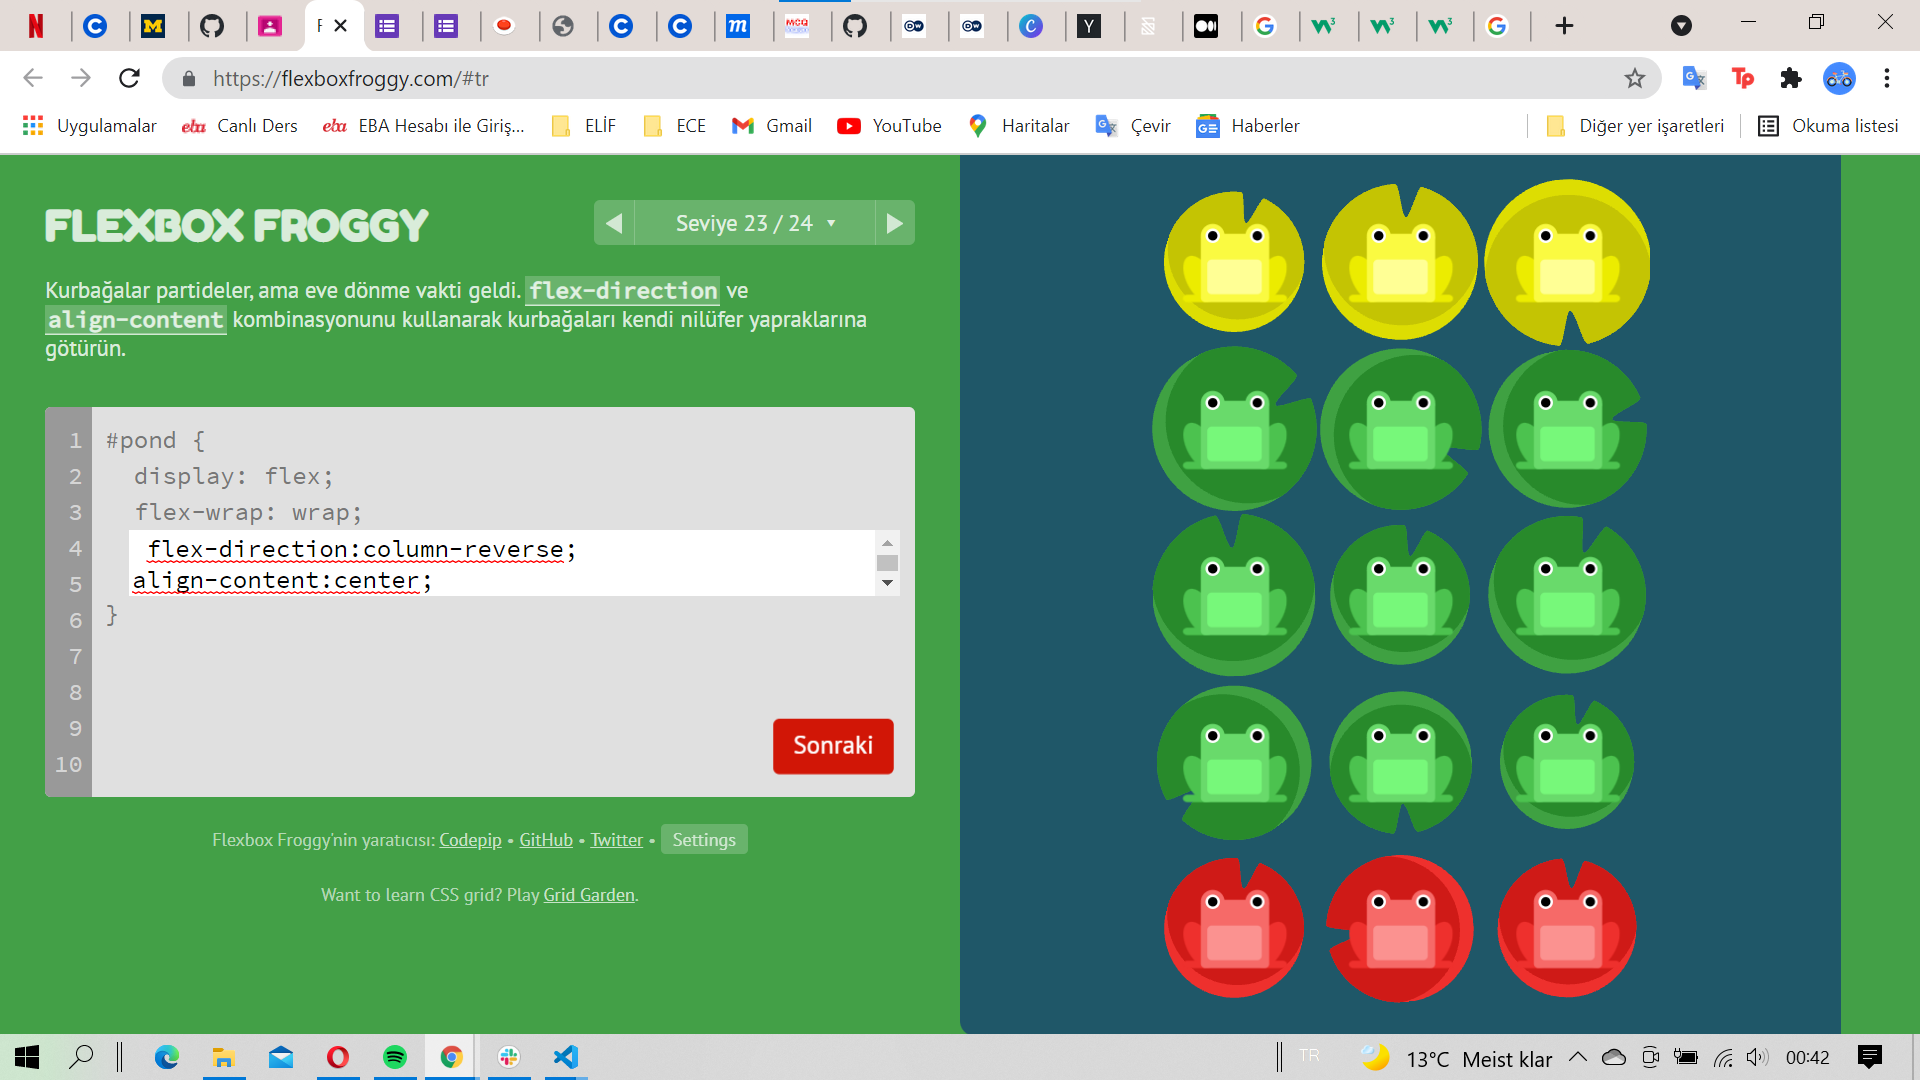 https://flexboxfroggy.com/#tr
Uygulamalar
eba Canlı Ders
eba EBA Hesabı ile Giriş...
ELİF
ECE
Gmail
YouTube
Haritalar
Çevir
Haberler
Diğer yer işaretleri
Okuma listesi
FLEXBOX FROGGY
Seviye 23 / 24
Kurbağalar partideler, ama eve dönme vakti geldi. flex-direction ve
align-content kombinasyonunu kullanarak kurbağaları kendi nilüfer yapraklarına
götürün.
1 #pond {
2 display: flex;
3 flex-wrap: wrap;
4 flex-direction:column-reverse;
5 align-content:center;
6 }
7
8
9
10
Sonraki
Flexbox Froggy'nin yaratıcısı: Codepip • GitHub • Twitter • Settings
Want to learn CSS grid? Play Grid Garden.
TR
13°C Meist klar
00:42